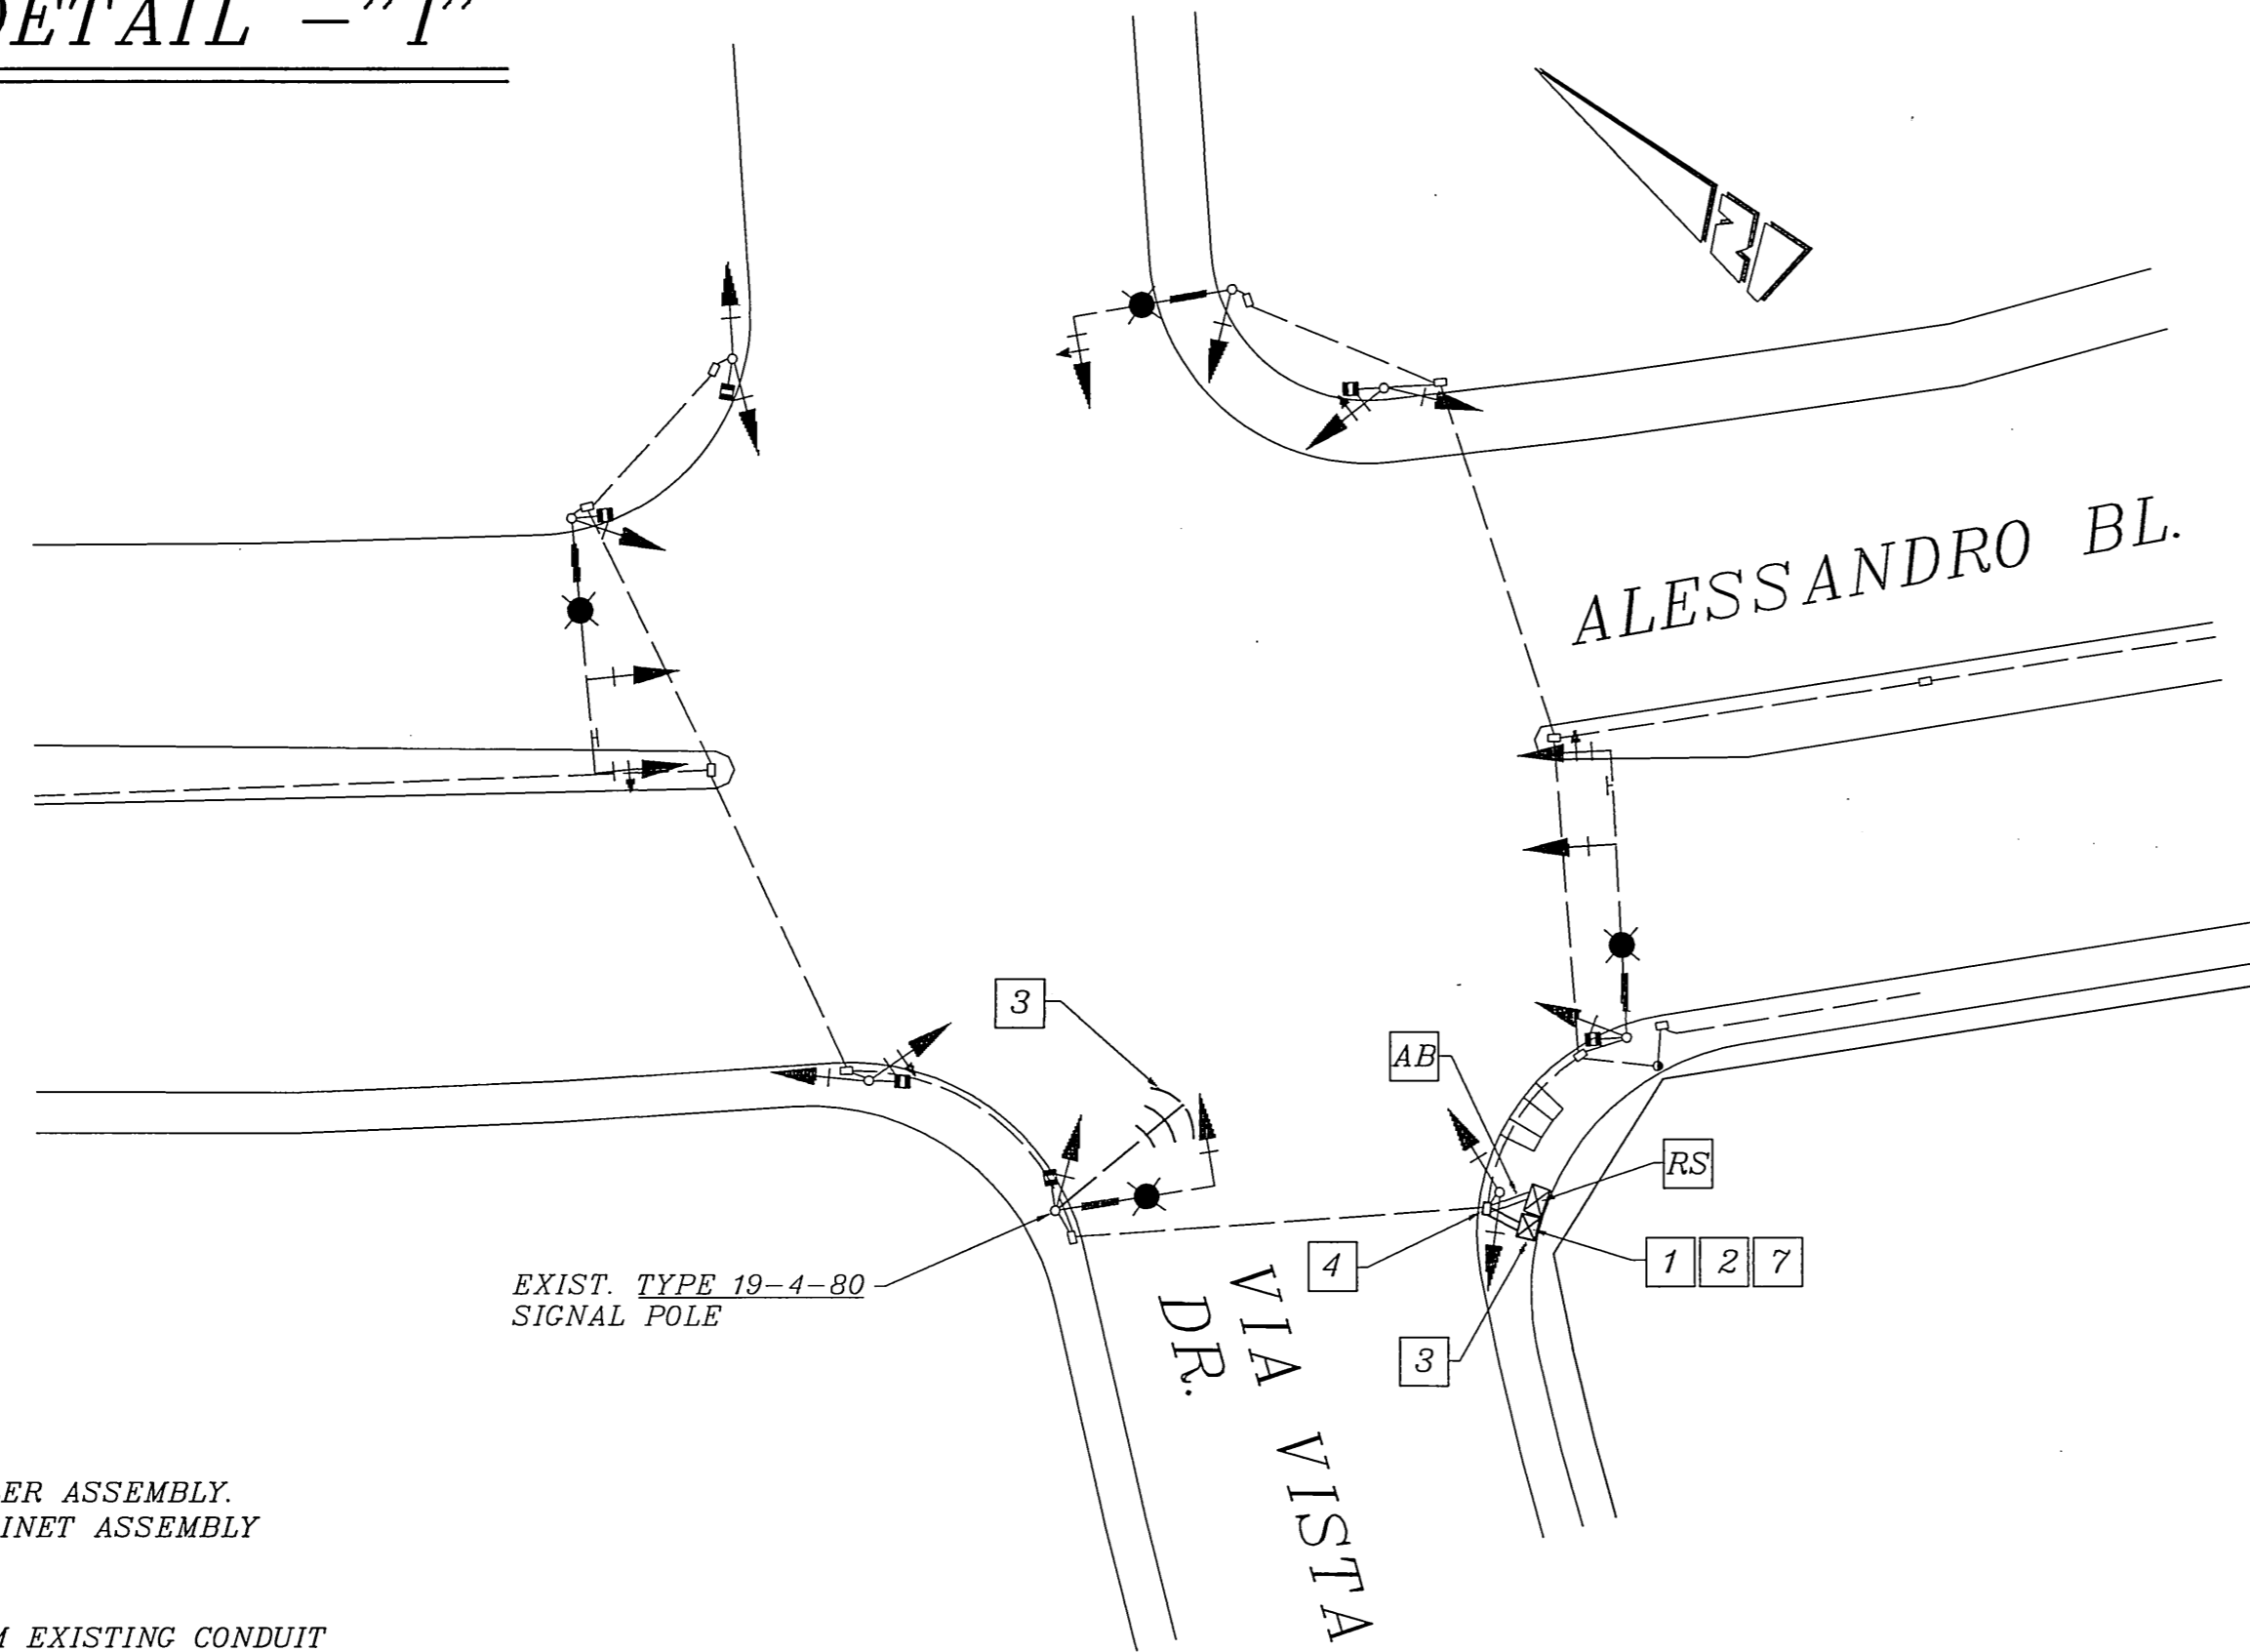 DETAIL -"1"
ALESSANDRO BL.
3
AB
RS
4
1 2 7
3
EXIST. TYPE 19-4-80
SIGNAL POLE
VIA VISTA
DR.
ER ASSEMBLY.
INET ASSEMBLY
EXISTING CONDUIT